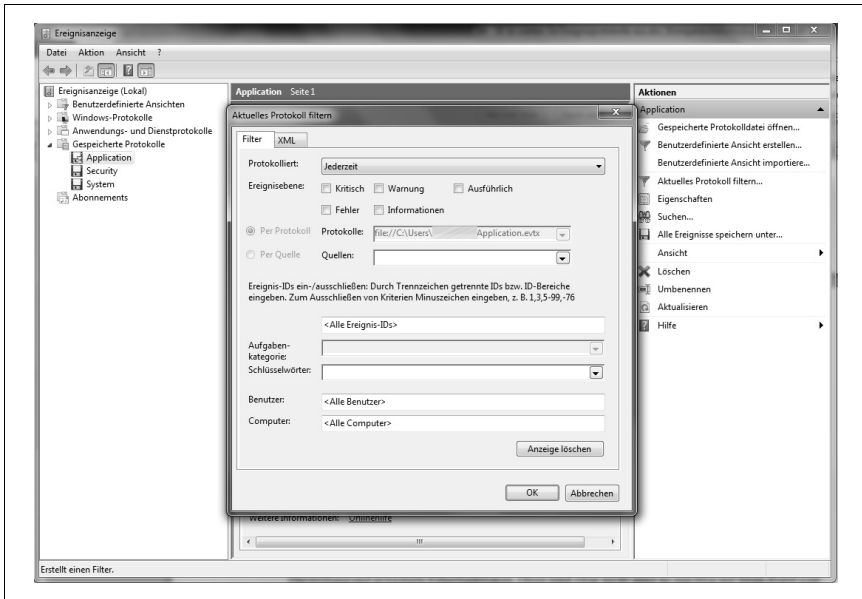 Ereignisanzeige
Datei Aktion Ansicht ?
Ereignisanzeige (Lokal)
Benutzerdefinierte Ansichten
Windows-Protokolle
Anwendungs- und Dienstprotokolle
Gespeicherte Protokolle
Application
Security
System
Abonnements
Application Seite 1
Aktuelles Protokoll filtern
Filter XML
Protokolliert: Jederzeit
Ereignisebene: Kritisch Warnung Ausführlich
Fehler Informationen
Per Protokoll Protokolle: file://C:\Users\ Application.evtx
Per Quelle Quellen:
Ereignis-IDs ein-/ausschließen: Durch Trennzeichen getrennte IDs bzw. ID-Bereiche
eingeben. Zum Ausschließen von Kriterien Minuszeichen eingeben, z. B. 1,3,5-99,-76
<Alle Ereignis-IDs>
Aufgaben-
kategorie:
Schlüsselwörter:
Benutzer: <Alle Benutzer>
Computer: <Alle Computer>
Anzeige löschen
OK Abbrechen
Weitere Informationen: Onlinehilfe
Aktionen
Application
Gespeicherte Protokolldatei öffnen...
Benutzerdefinierte Ansicht erstellen...
Benutzerdefinierte Ansicht importiere...
Aktuelles Protokoll filtern...
Eigenschaften
Suchen...
Alle Ereignisse speichern unter...
Ansicht
Löschen
Umbenennen
Aktualisieren
Hilfe
Erstellt einen Filter.